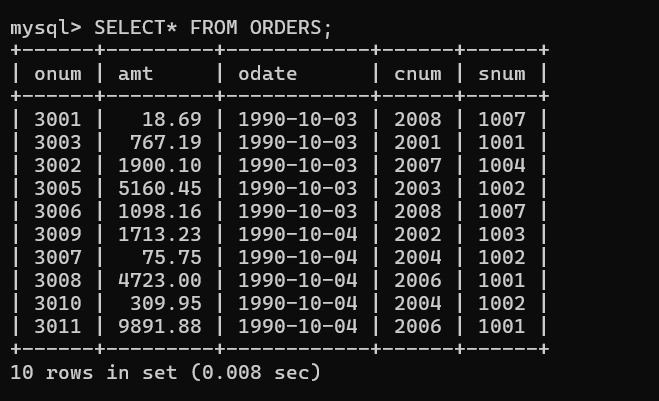 mysql> SELECT* FROM ORDERS;
+------+---------+------------+------+------+
| onum | amt     | odate      | cnum | snum |
+------+---------+------------+------+------+
| 3001 |   18.69 | 1990-10-03 | 2008 | 1007 |
| 3003 |  767.19 | 1990-10-03 | 2001 | 1001 |
| 3002 | 1900.10 | 1990-10-03 | 2007 | 1004 |
| 3005 | 5160.45 | 1990-10-03 | 2003 | 1002 |
| 3006 | 1098.16 | 1990-10-03 | 2008 | 1007 |
| 3009 | 1713.23 | 1990-10-04 | 2002 | 1003 |
| 3007 |   75.75 | 1990-10-04 | 2004 | 1002 |
| 3008 | 4723.00 | 1990-10-04 | 2006 | 1001 |
| 3010 |  309.95 | 1990-10-04 | 2004 | 1002 |
| 3011 | 9891.88 | 1990-10-04 | 2006 | 1001 |
+------+---------+------------+------+------+
10 rows in set (0.008 sec)